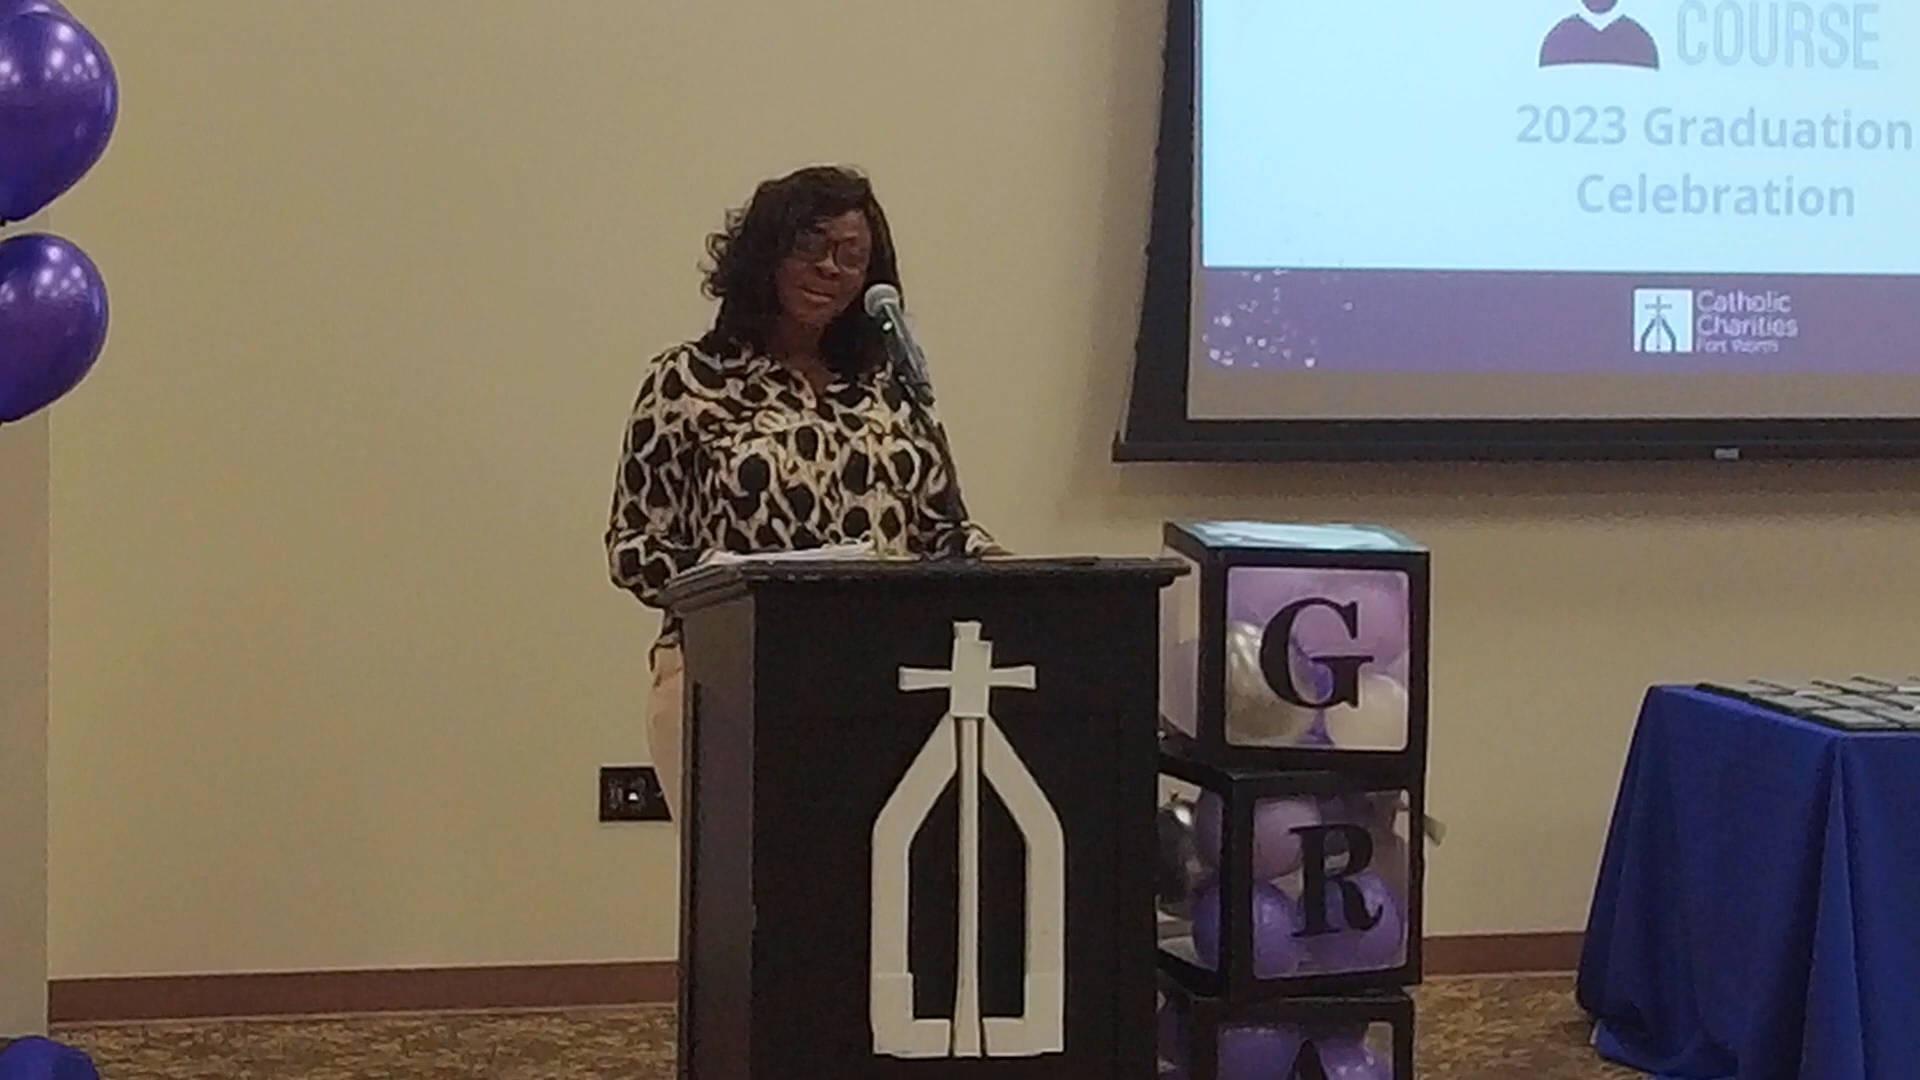 COURSE
2023 Graduation
Celebration
Catholic
Charities
Fort Worth
G
R
A